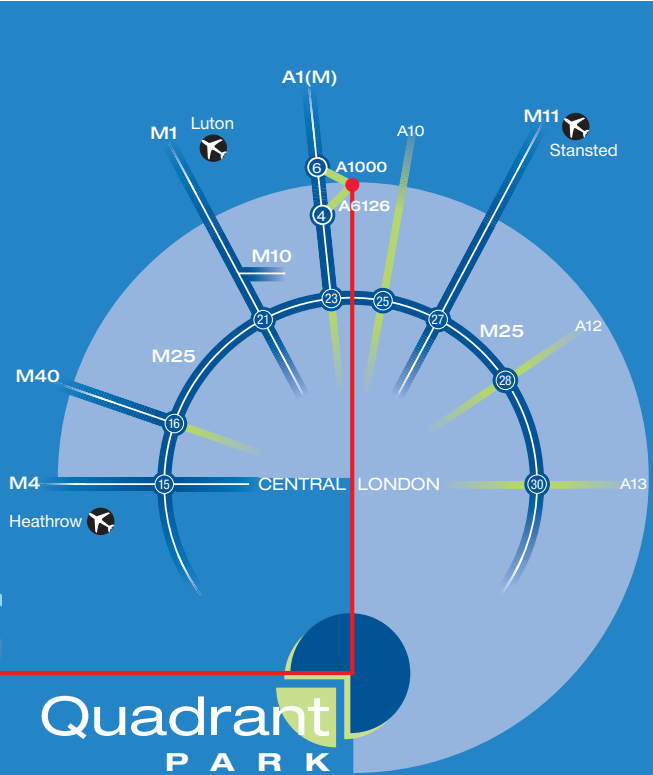 A1(M)
M1
Luton
M11
A10
Stansted
6
A1000
4
A6126
M10
23
25
21
27
M25
M25
A12
M40
28
16
M4
15
CENTRAL LONDON
30
A13
Heathrow
Quadrant
PARK